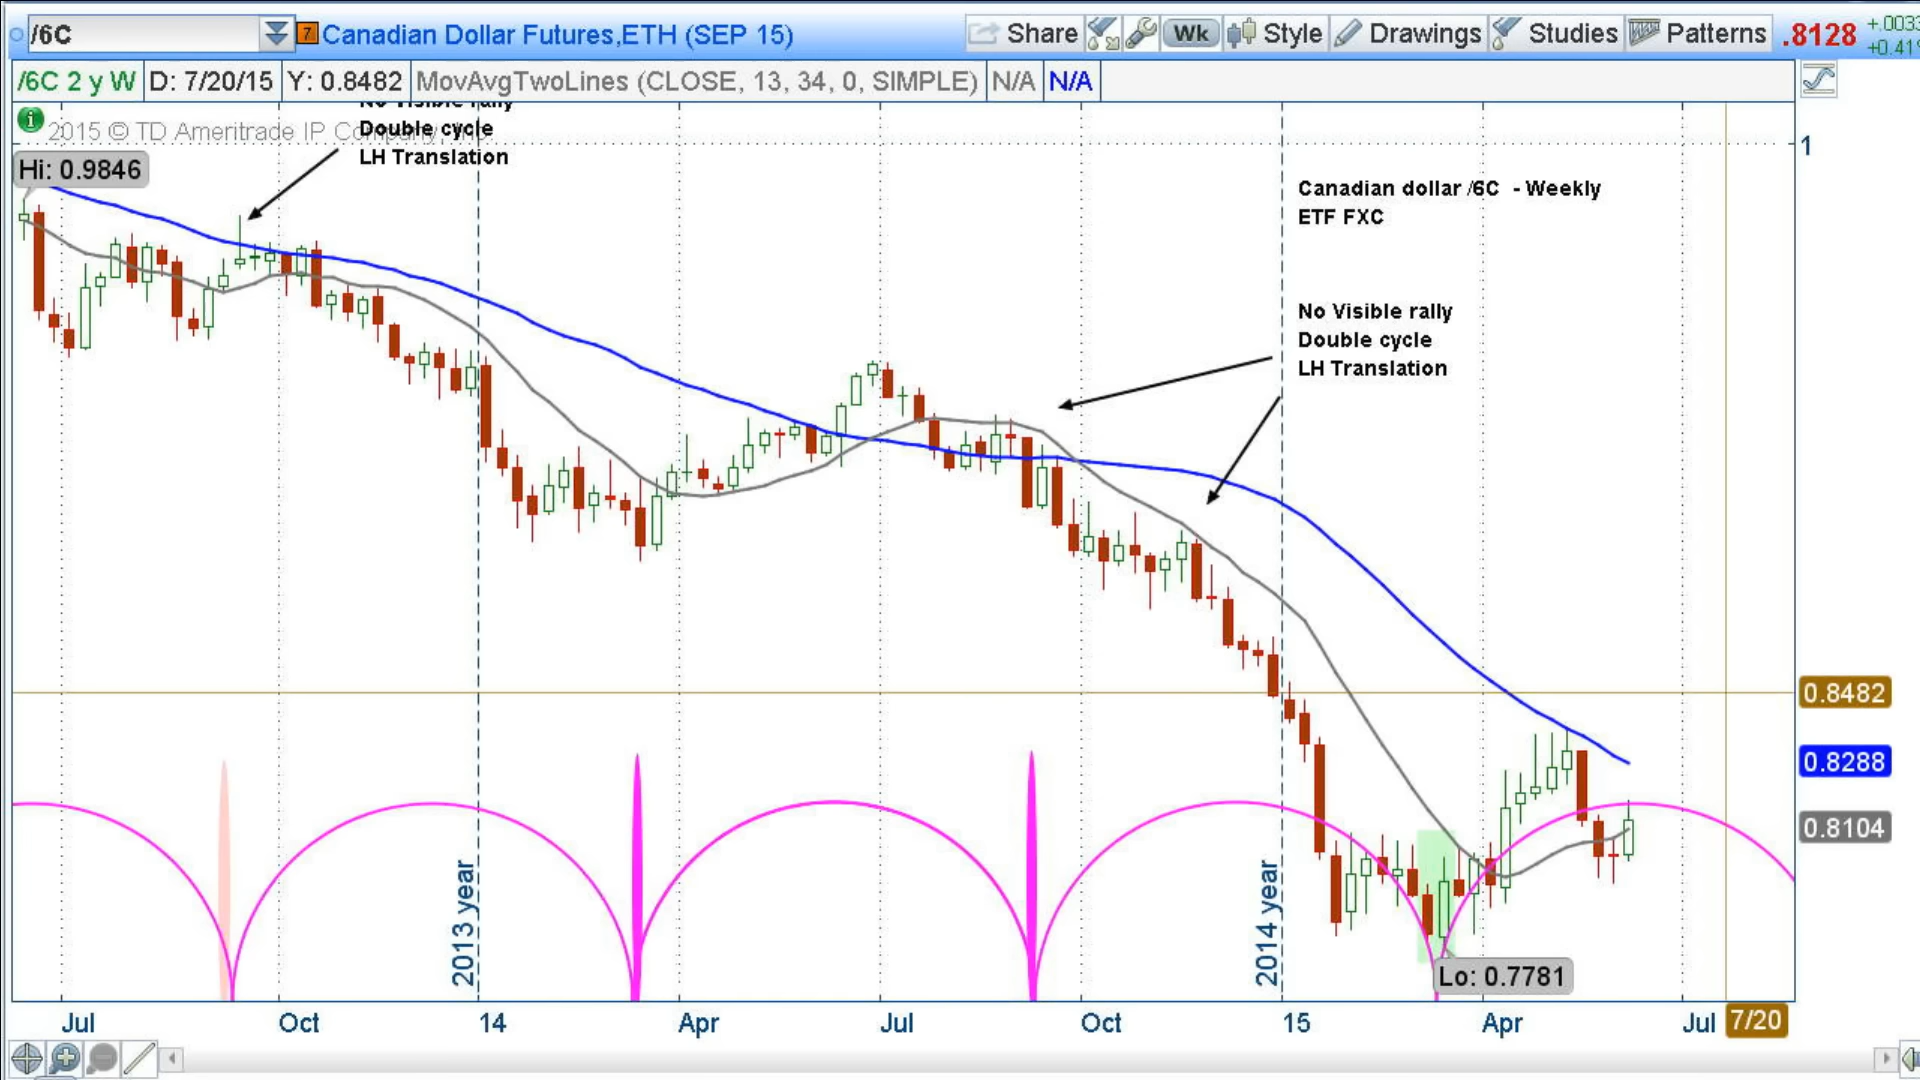 /6C
7
Canadian Dollar Futures,ETH (SEP 15)
Share
Wk
Style
Drawings
Studies
Patterns
.8128
/6C 2 y W
D: 7/20/15
Y: 0.8482
MovAvgTwoLines (CLOSE, 13, 34, 0, SIMPLE)
N/A
N/A
No Visible rally
Double cycle
LH Translation
2015 © TD Ameritrade IP Company, Inc.
Hi: 0.9846
1
Canadian dollar /6C - Weekly
ETF FXC
No Visible rally
Double cycle
LH Translation
0.8482
0.8288
0.8104
2013 year
2014 year
Lo: 0.7781
Jul
Oct
14
Apr
Jul
Oct
15
Apr
Jul
7/20